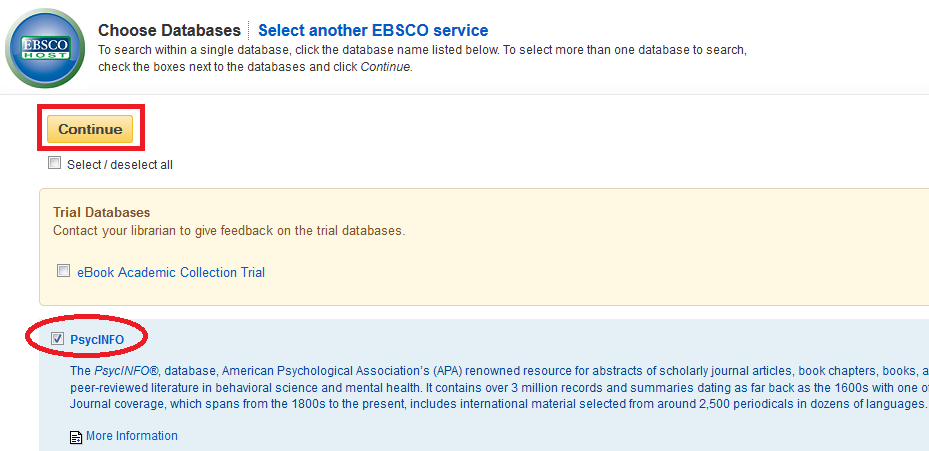 EBSCO
HOST
Choose Databases Select another EBSCO service
To search within a single database, click the database name listed below. To select more than one database to search,
check the boxes next to the databases and click Continue.
Continue
Select / deselect all
Trial Databases
Contact your librarian to give feedback on the trial databases.
eBook Academic Collection Trial
PsycINFO
The PsycINFO®, database, American Psychological Association's (APA) renowned resource for abstracts of scholarly journal articles, book chapters, books, a
peer-reviewed literature in behavioral science and mental health. It contains over 3 million records and summaries dating as far back as the 1600s with one of
Journal coverage, which spans from the 1800s to the present, includes international material selected from around 2,500 periodicals in dozens of languages.
More Information